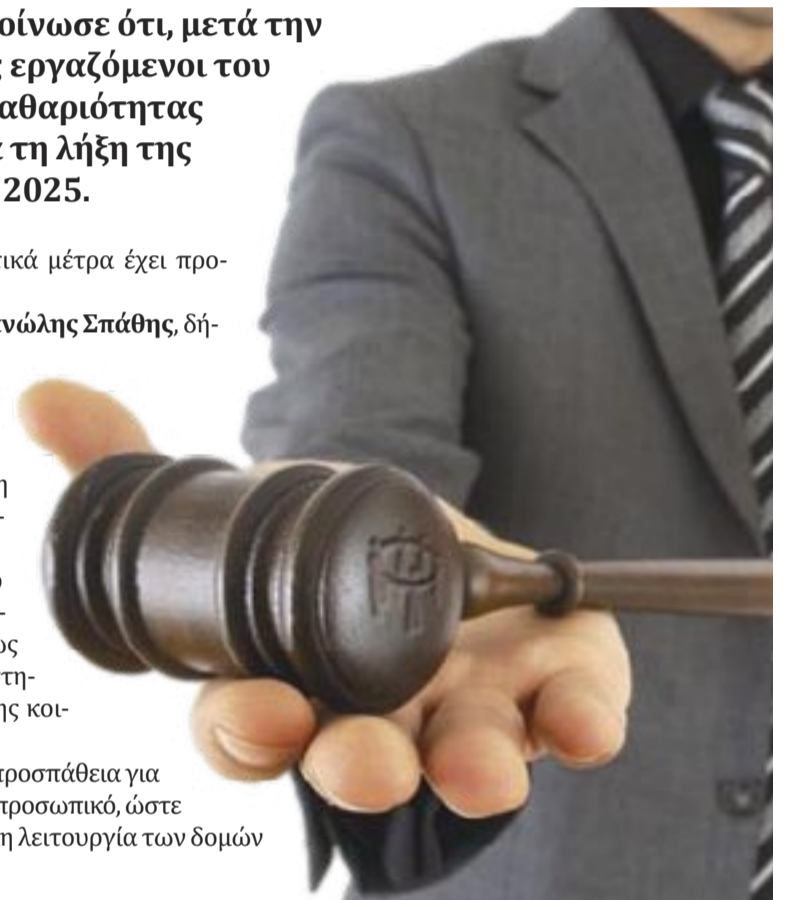 οίνωσε ότι, μετά την
ς εργαζόμενοι του
αθαριότητας
τη λήξη της
2025.
τικά μέτρα έχει προ-
νώλης Σπάθης, δή-
η
-
-
ως
τη-
ης κοι-
προσπάθεια για
προσωπικό, ώστε
η λειτουργία των δομών